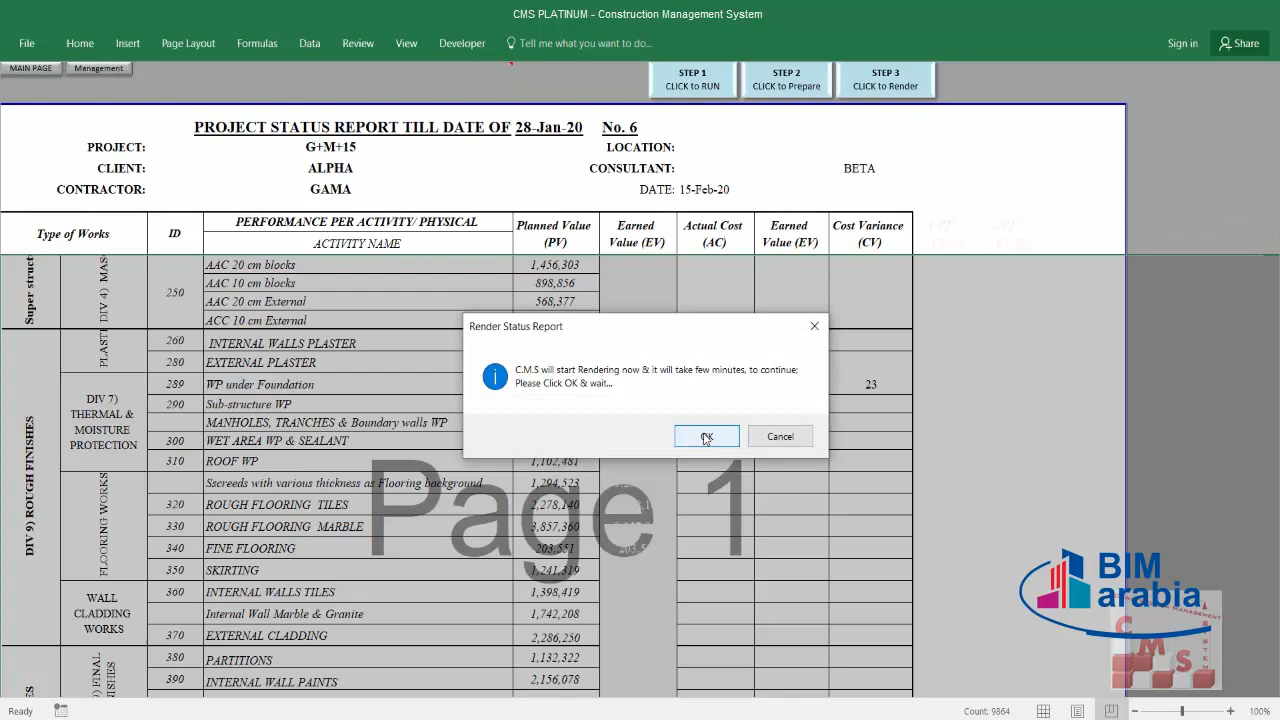 CMS PLATINUM - Construction Management System
File Home Insert Page Layout Formulas Data Review View Developer Tell me what you want to do... Sign in Share
MAIN PAGE Management
STEP 1 STEP 2 STEP 3
CLICK to RUN CLICK to Prepare CLICK to Render
PROJECT STATUS REPORT TILL DATE OF 28-Jan-20 No. 6
PROJECT: G+M+15 LOCATION:
CLIENT: ALPHA CONSULTANT: BETA
CONTRACTOR: GAMA DATE: 15-Feb-20
Type of Works ID PERFORMANCE PER ACTIVITY/ PHYSICAL
ACTIVITY NAME
Planned Value Earned Actual Cost Earned Cost Variance
(PV) Value (EV) (AC) Value (EV) (CV)
Super struct
DIV 4) MAS
250
AAC 20 cm blocks 1,456,303
AAC 10 cm blocks 898,856
AAC 20 cm External 568,377
ACC 10 cm External
DIV 9) ROUGH FINISHES
PLASTE
260 INTERNAL WALLS PLASTER
280 EXTERNAL PLASTER
DIV 7)
THERMAL &
MOISTURE
PROTECTION
289 WP under Foundation 23
290 Sub-structure WP
MANHOLES, TRANCHES & Boundary walls WP
300 WET AREA WP & SEALANT
310 ROOF WP 1,102,481
FLOORING WORKS
Sscreeds with various thickness as Flooring background 1,294,523
320 ROUGH FLOORING TILES 2,278,140
330 ROUGH FLOORING MARBLE 3,857,360
340 FINE FLOORING 203,551
350 SKIRTING 1,241,319
WALL
CLADDING
WORKS
360 INTERNAL WALLS TILES 1,398,419
Internal Wall Marble & Granite 1,742,208
370 EXTERNAL CLADDING 2,286,250
) FINAL
ISHES
380 PARTITIONS 1,132,322
390 INTERNAL WALL PAINTS 2,156,078
Render Status Report
C.M.S will start Rendering now & it will take few minutes, to continue;
Please Click OK & wait...
OK Cancel
Page 1
BIM
arabia
CMS
Ready Count: 9864 100%